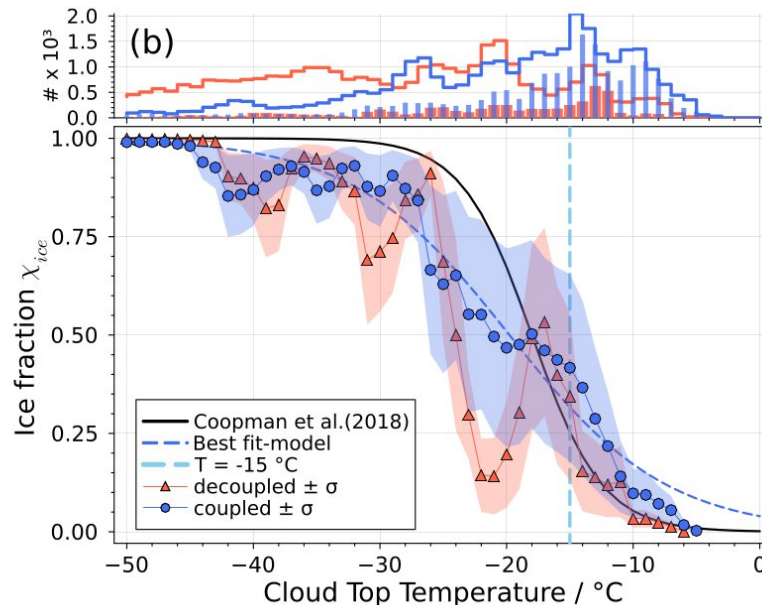 (b)
# x 10³
2.0
1.5
1.0
0.5
0.0
Ice fraction χ_ice
1.00
0.75
0.50
0.25
0.00
Coopman et al.(2018)
Best fit-model
T = -15 °C
decoupled ± σ
coupled ± σ
−50 −40 −30 −20 −10 0
Cloud Top Temperature / °C